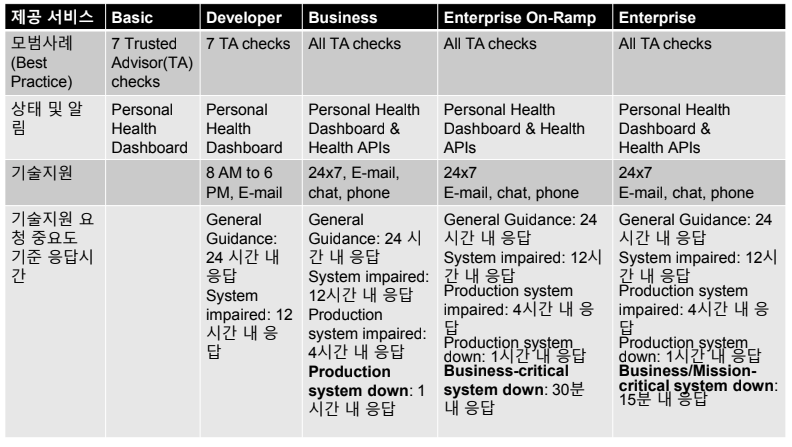 제공 서비스 Basic Developer Business Enterprise On-Ramp Enterprise
모범사례
(Best
Practice)
7 Trusted
Advisor(TA)
checks
7 TA checks
All TA checks
All TA checks
All TA checks
상태 및 알
림
Personal
Health
Dashboard
Personal
Health
Dashboard
Personal Health
Dashboard &
Health APIs
Personal Health
Dashboard & Health
APIs
Personal Health
Dashboard &
Health APIs
기술지원
8 AM to 6
PM, E-mail
24x7, E-mail,
chat, phone
24x7
E-mail, chat, phone
24x7
E-mail, chat, phone
기술지원 요
청 중요도
기준 응답시
간
General
Guidance:
24 시간 내
응답
System
impaired: 12
시간 내 응
답
General
Guidance: 24 시
간 내 응답
System impaired:
12시간 내 응답
Production
system impaired:
4시간 내 응답
Production
system down: 1
시간 내 응답
General Guidance: 24
시간 내 응답
System impaired: 12시
간 내 응답
Production system
impaired: 4시간 내 응
답
Production system
down: 1시간 내 응답
Business-critical
system down: 30분
내 응답
General Guidance: 24
시간 내 응답
System impaired: 12시
간 내 응답
Production system
impaired: 4시간 내 응
답
Production system
down: 1시간 내 응답
Business/Mission-
critical system down:
15분 내 응답